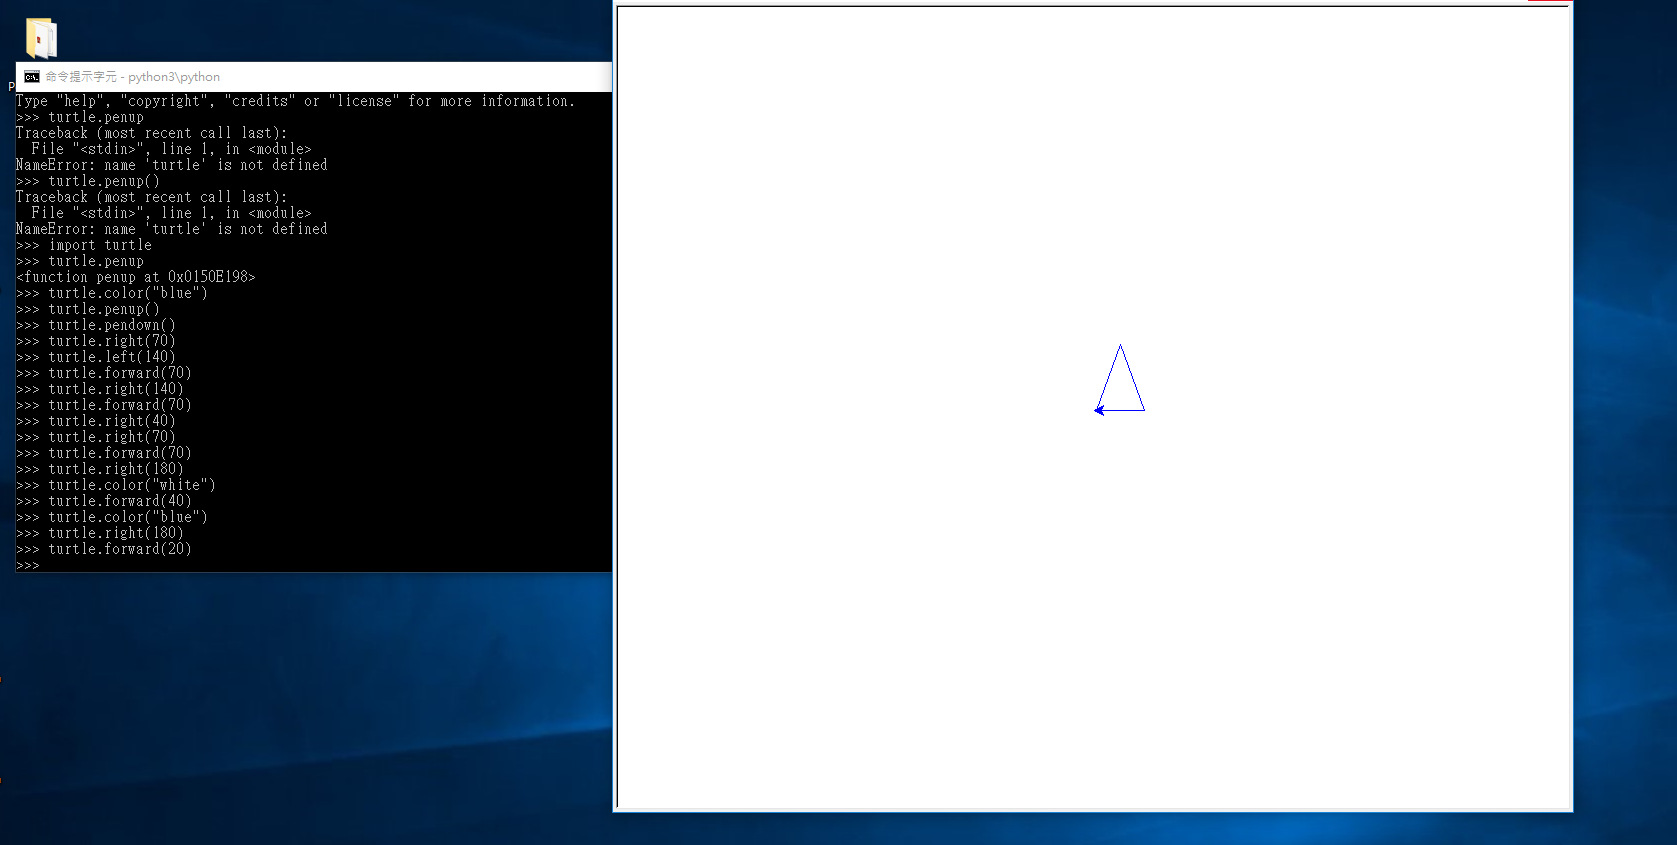 P
命令提示字元 - python3\python
Type "help", "copyright", "credits" or "license" for more information.
>>> turtle.penup
Traceback (most recent call last):
  File "<stdin>", line 1, in <module>
NameError: name 'turtle' is not defined
>>> turtle.penup()
Traceback (most recent call last):
  File "<stdin>", line 1, in <module>
NameError: name 'turtle' is not defined
>>> import turtle
>>> turtle.penup
<function penup at 0x0150E198>
>>> turtle.color("blue")
>>> turtle.penup()
>>> turtle.pendown()
>>> turtle.right(70)
>>> turtle.left(140)
>>> turtle.forward(70)
>>> turtle.right(140)
>>> turtle.forward(70)
>>> turtle.right(40)
>>> turtle.right(70)
>>> turtle.forward(70)
>>> turtle.right(180)
>>> turtle.color("white")
>>> turtle.forward(40)
>>> turtle.color("blue")
>>> turtle.right(180)
>>> turtle.forward(20)
>>>